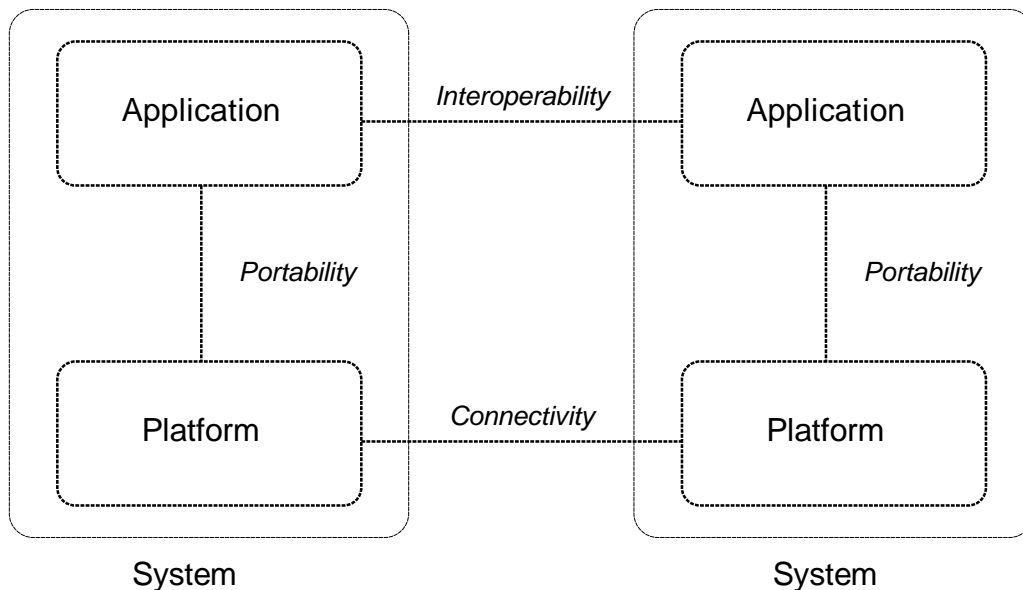 Interoperability
Application
Application
Portability
Portability
Connectivity
Platform
Platform
System
System